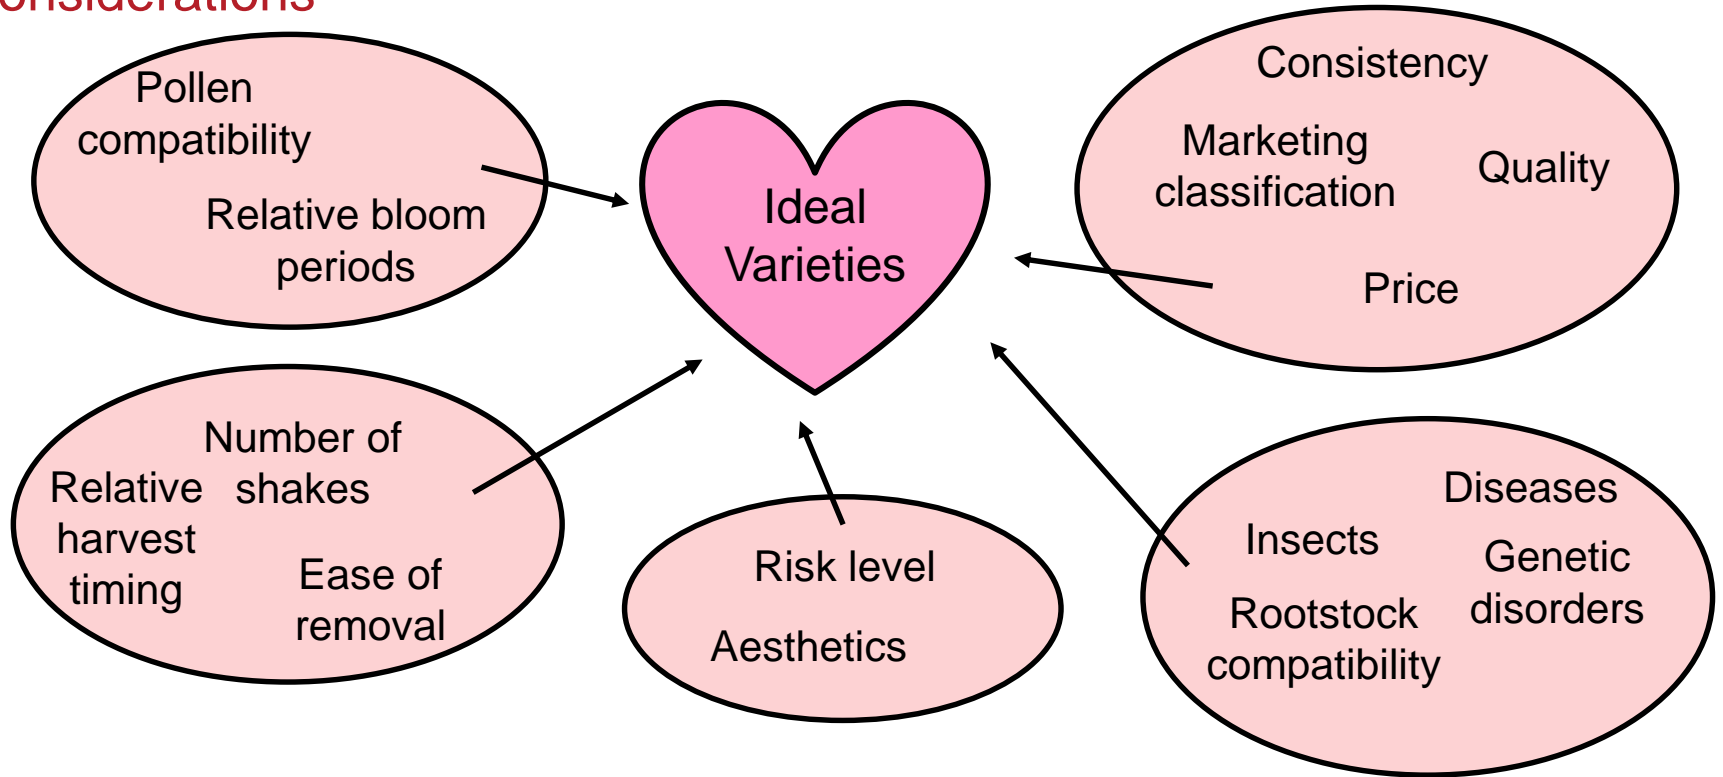 onsiderations
Pollen
compatibility
Relative bloom
periods
Ideal
Varieties
Consistency
Marketing
classification
Quality
Price
Number of
shakes
Relative
harvest
timing
Ease of
removal
Risk level
Aesthetics
Diseases
Insects
Genetic
disorders
Rootstock
compatibility